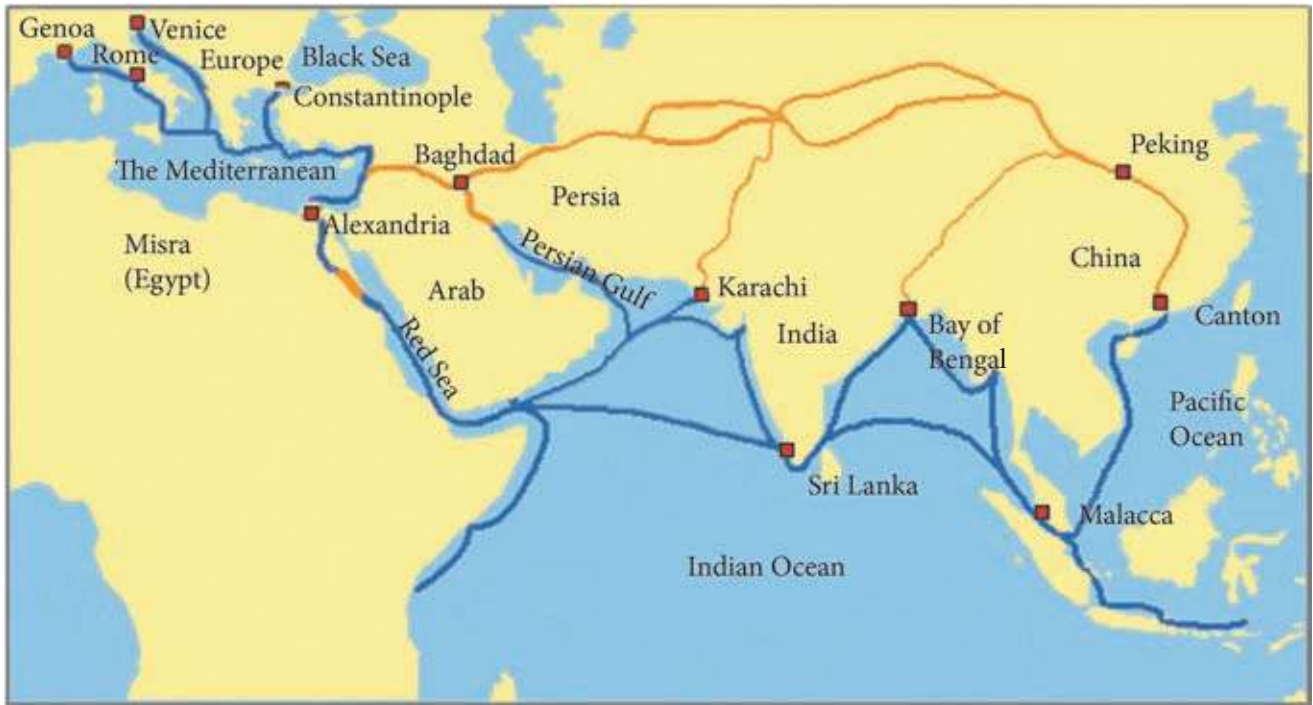 Genoa
Venice
Rome
Europe
Black Sea
Constantinople
The Mediterranean
Baghdad
Peking
Persia
Alexandria
Misra
(Egypt)
Persian Gulf
China
Arab
Karachi
Canton
India
Bay of
Bengal
Red Sea
Pacific
Ocean
Sri Lanka
Malacca
Indian Ocean